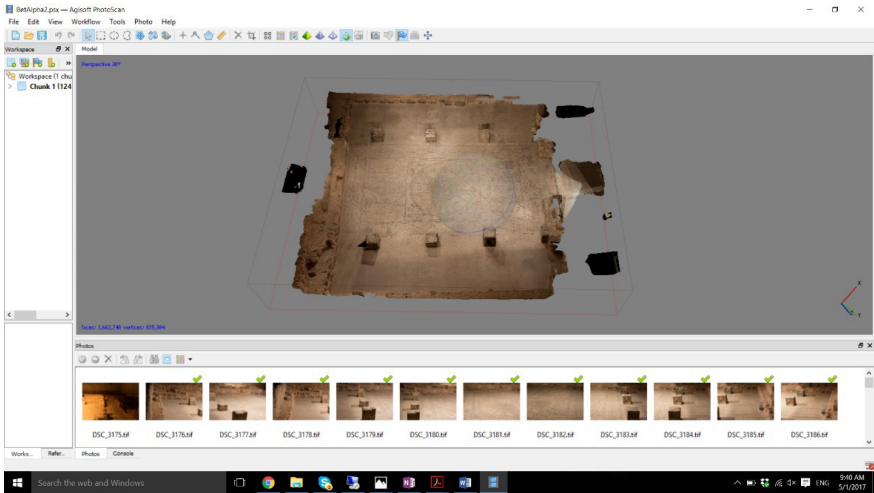 BetAlpha2.psx — Agisoft PhotoScan
File Edit View Workflow Tools Photo Help
Workspace
Model
Perspective 30°
Workspace (1 chu
Chunk 1 (124
X
Y
Photos
DSC_3175.tif DSC_3176.tif DSC_3177.tif DSC_3178.tif DSC_3179.tif DSC_3180.tif DSC_3181.tif DSC_3182.tif DSC_3183.tif DSC_3184.tif DSC_3185.tif DSC_3186.tif
Works... Refer... Photos Console
Search the web and Windows
ENG
9:40 AM
5/1/2017